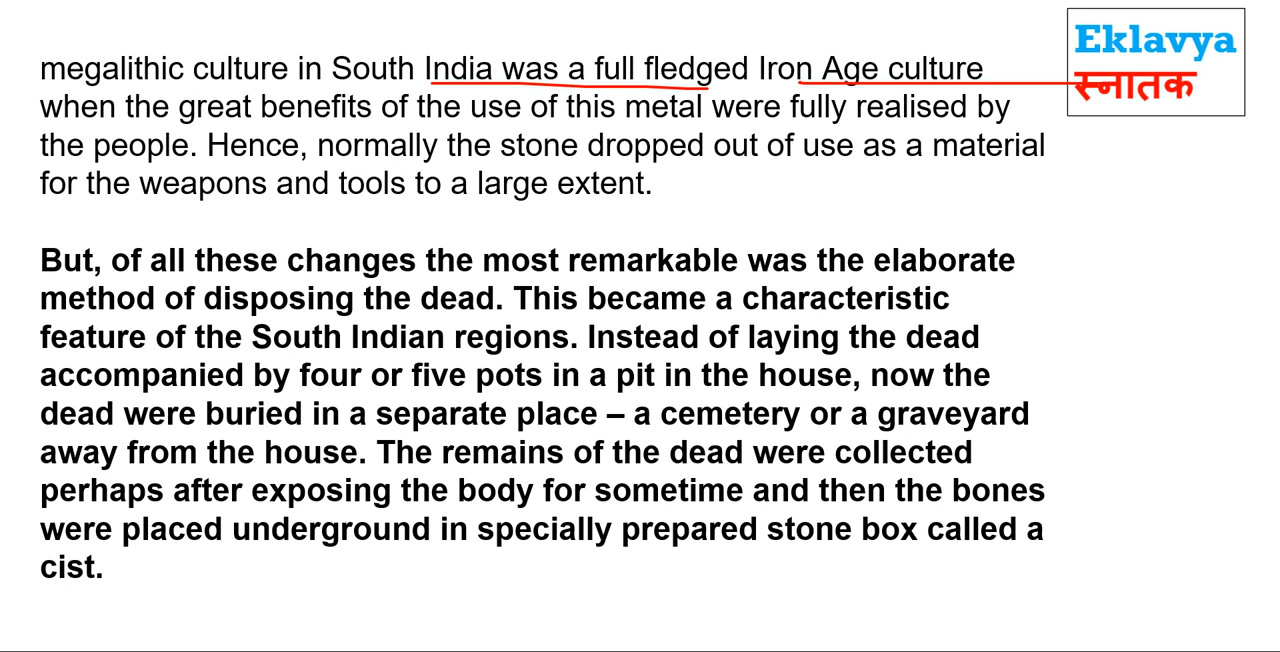 Eklavya
स्नातक
megalithic culture in South India was a full fledged Iron Age culture
when the great benefits of the use of this metal were fully realised by
the people. Hence, normally the stone dropped out of use as a material
for the weapons and tools to a large extent.
But, of all these changes the most remarkable was the elaborate
method of disposing the dead. This became a characteristic
feature of the South Indian regions. Instead of laying the dead
accompanied by four or five pots in a pit in the house, now the
dead were buried in a separate place – a cemetery or a graveyard
away from the house. The remains of the dead were collected
perhaps after exposing the body for sometime and then the bones
were placed underground in specially prepared stone box called a
cist.